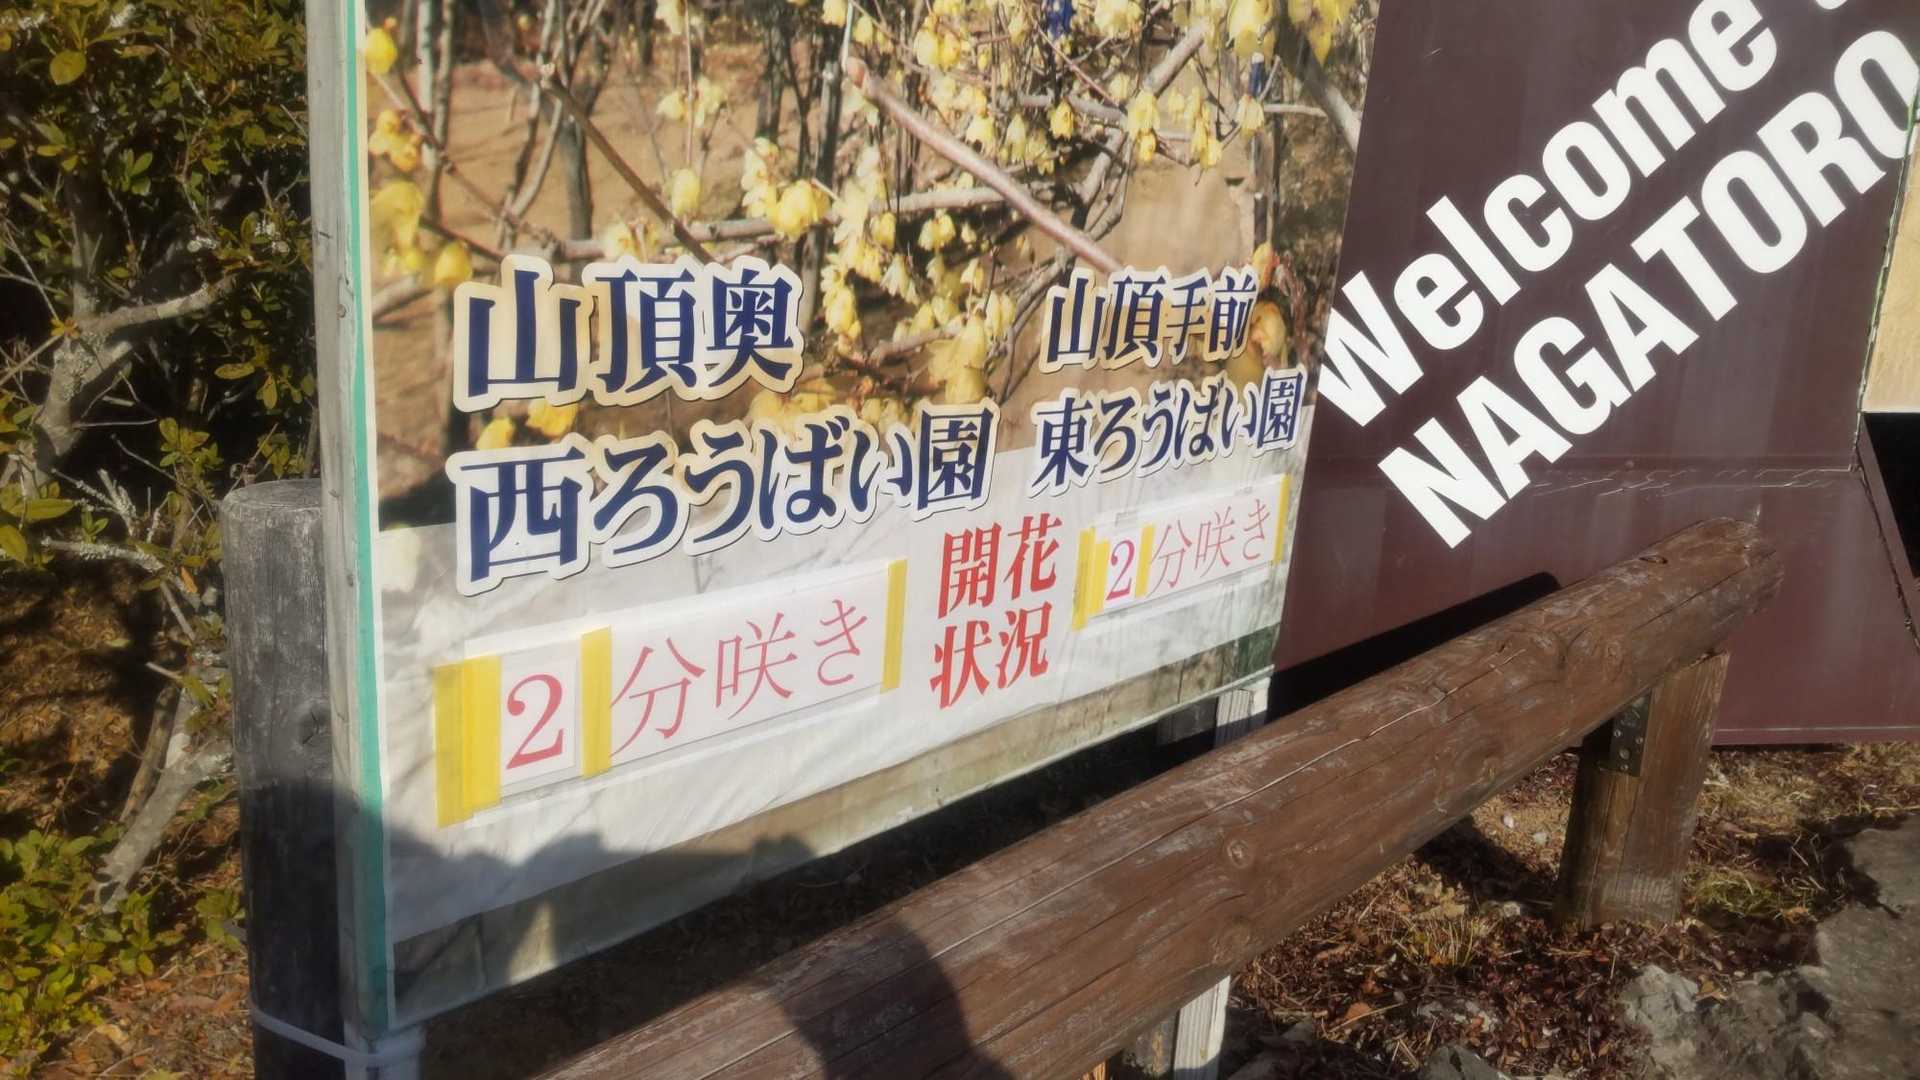 山頂奥
西ろうばい園
2分咲き
開花
状況
山頂手前
東ろうばい園
2分咲き
Welcome
NAGATORO